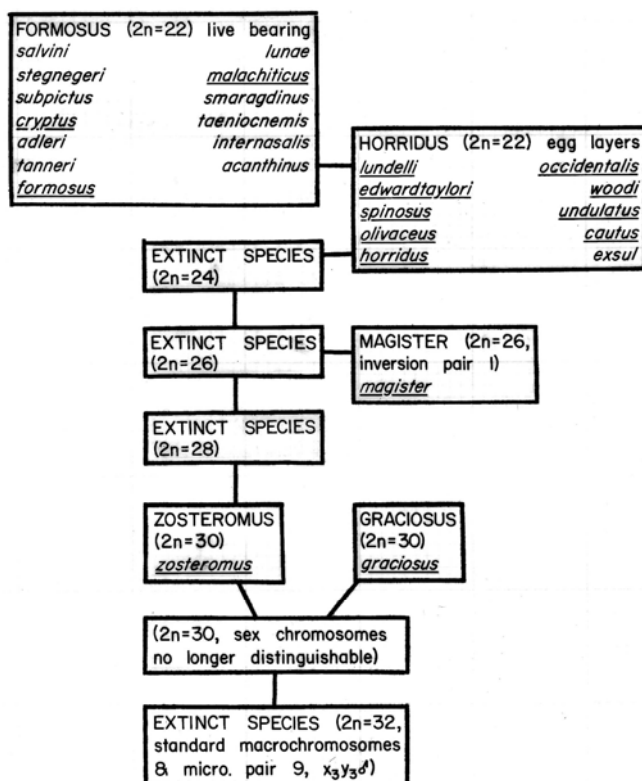 FORMOSUS (2n=22) live bearing
salvini lunae
stegnegeri malachiticus
subpictus smaragdinus
cryptus taeniocnemis
adleri internasalis
tanneri acanthinus
formosus
HORRIDUS (2n=22) egg layers
lundelli occidentalis
edwardtaylori woodi
spinosus undulatus
olivaceus cautus
horridus exsul
EXTINCT SPECIES
(2n=24)
EXTINCT SPECIES
(2n=26)
MAGISTER (2n=26,
inversion pair 1)
magister
EXTINCT SPECIES
(2n=28)
ZOSTEROMUS
(2n=30)
zosteromus
GRACIOSUS
(2n=30)
graciosus
(2n=30, sex chromosomes
no longer distinguishable)
EXTINCT SPECIES (2n=32,
standard macrochromosomes
& micro. pair 9, x₃y₃♂)